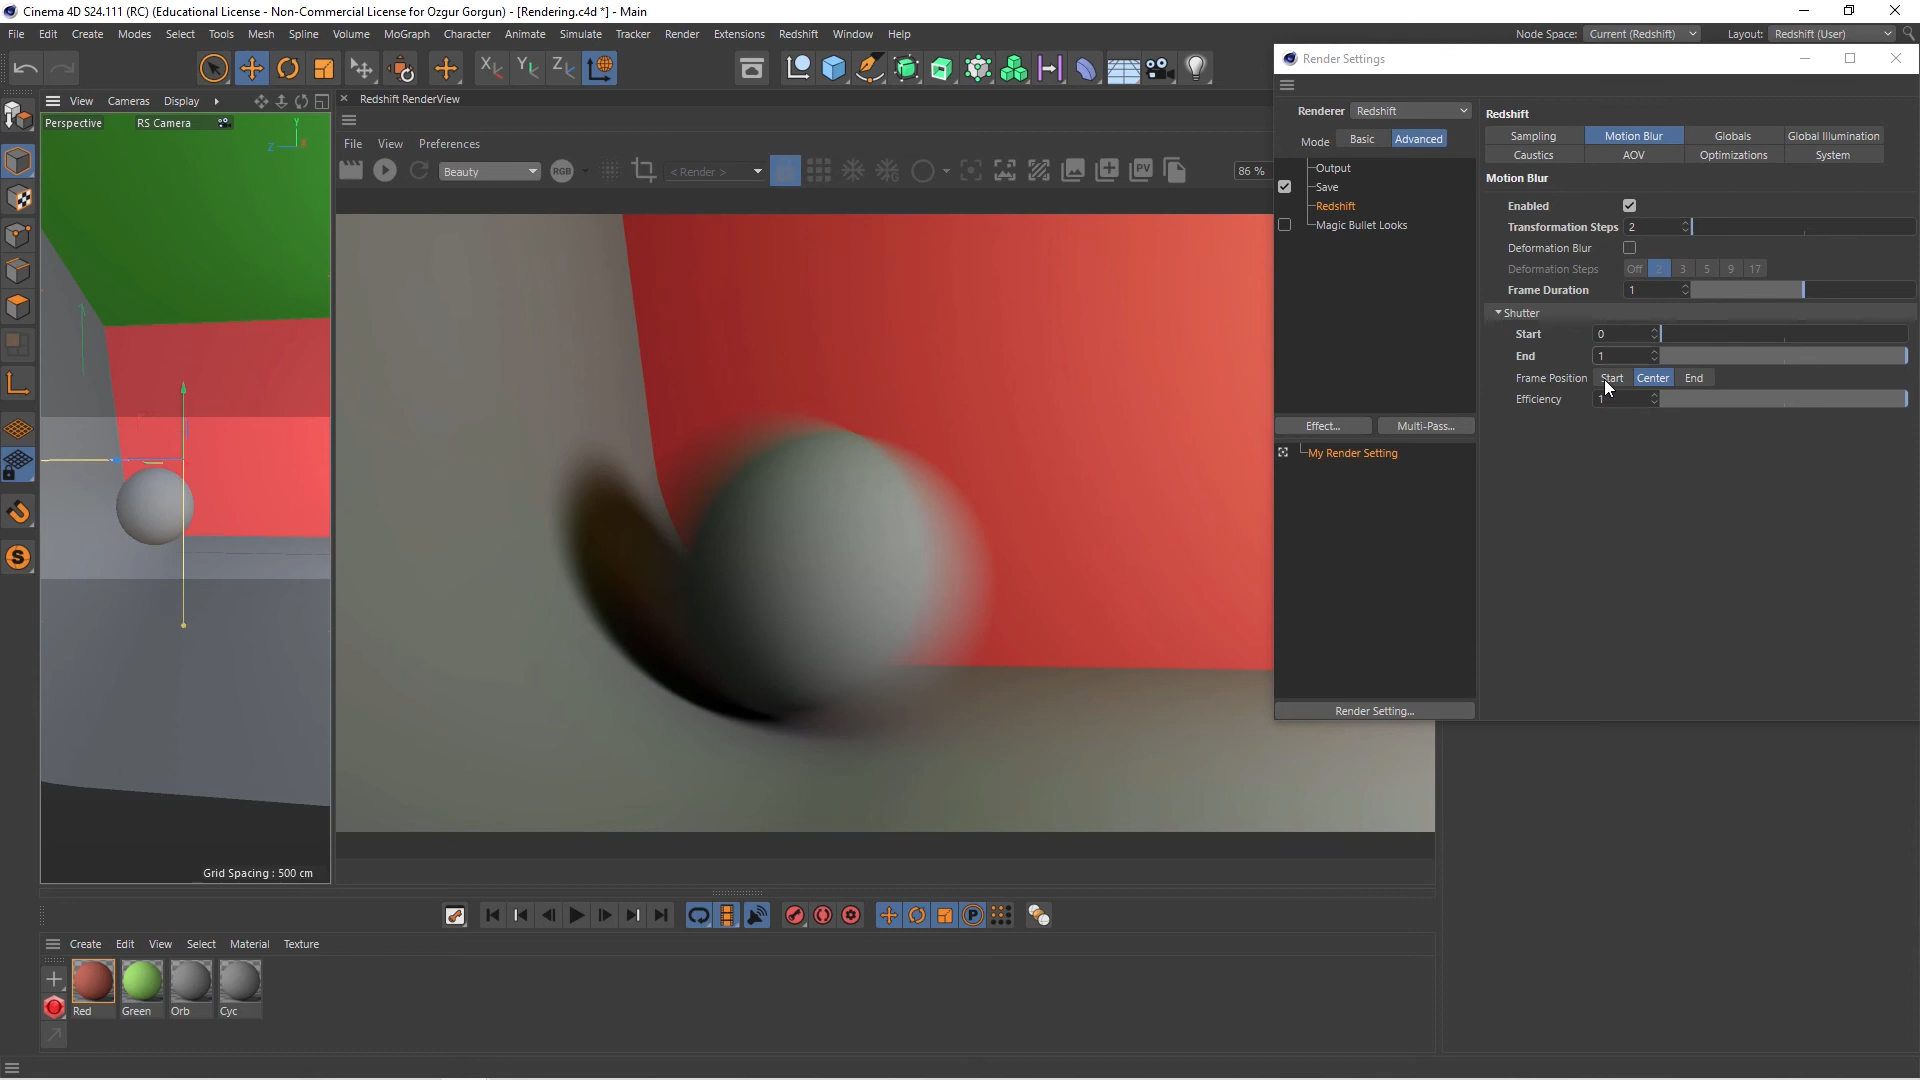 Cinema 4D S24.111 (RC) (Educational License - Non-Commercial License for Ozgur Gorgun) - [Rendering.c4d *] - Main
File Edit Create Modes Select Tools Mesh Spline Volume MoGraph Character Animate Simulate Tracker Render Extensions Redshift Window Help
Node Space: Current (Redshift) Layout: Redshift (User)
X Y Z
View Cameras Display
Perspective RS Camera
Y Z X
Grid Spacing : 500 cm
Redshift RenderView
File View Preferences
Beauty RGB < Render > PV 86 %
Render Settings
Renderer Redshift
Mode Basic Advanced
Output
Save
Redshift
Magic Bullet Looks
Effect... Multi-Pass...
My Render Setting
Render Setting...
Redshift
Sampling Motion Blur Globals Global Illumination
Caustics AOV Optimizations System
Motion Blur
Enabled
Transformation Steps 2
Deformation Blur
Deformation Steps Off 2 3 5 9 17
Frame Duration 1
Shutter
Start 0
End 1
Frame Position Start Center End
Efficiency 1
S
P
Create Edit View Select Material Texture
Red Green Orb Cyc